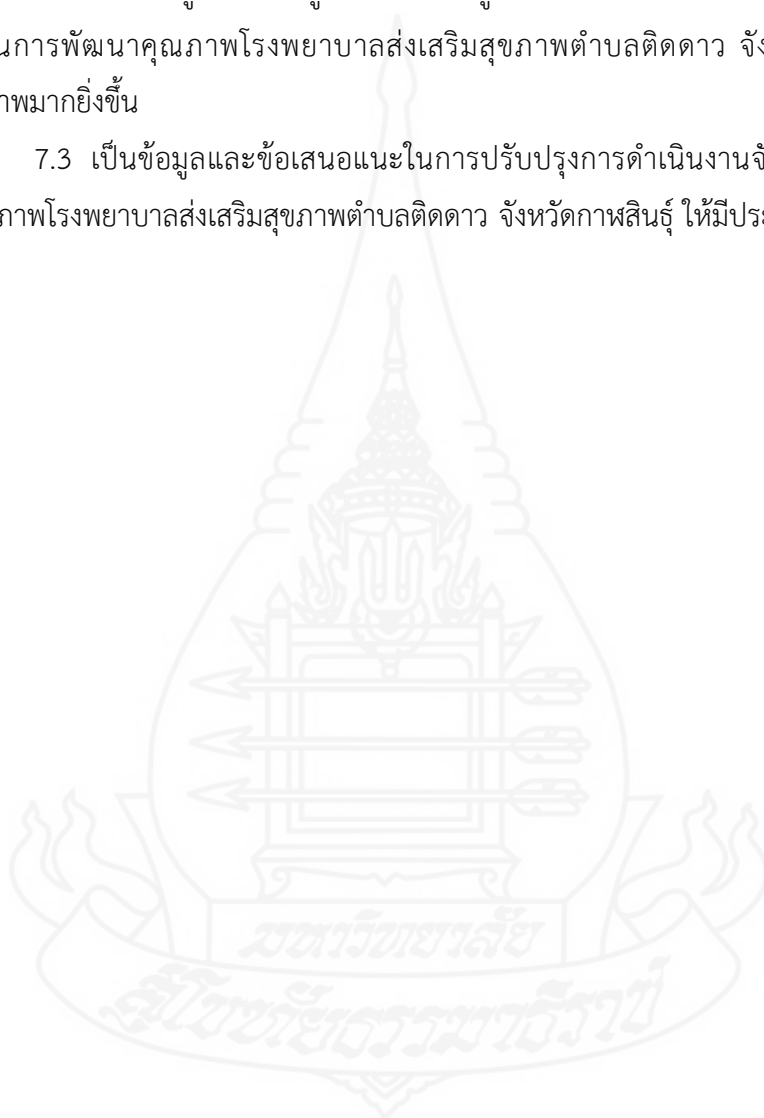 นการพัฒนาคุณภาพโรงพยาบาลส่งเสริมสุขภาพตำบลติดดาว จัง
าพมากยิ่งขึ้น
7.3 เป็นข้อมูลและข้อเสนอแนะในการปรับปรุงการดำเนินงานจั
ภาพโรงพยาบาลส่งเสริมสุขภาพตำบลติดดาว จังหวัดกาฬสินธุ์ ให้มีประ
มหาวิทยาลัย
สุโขทัยธรรมาธิราช